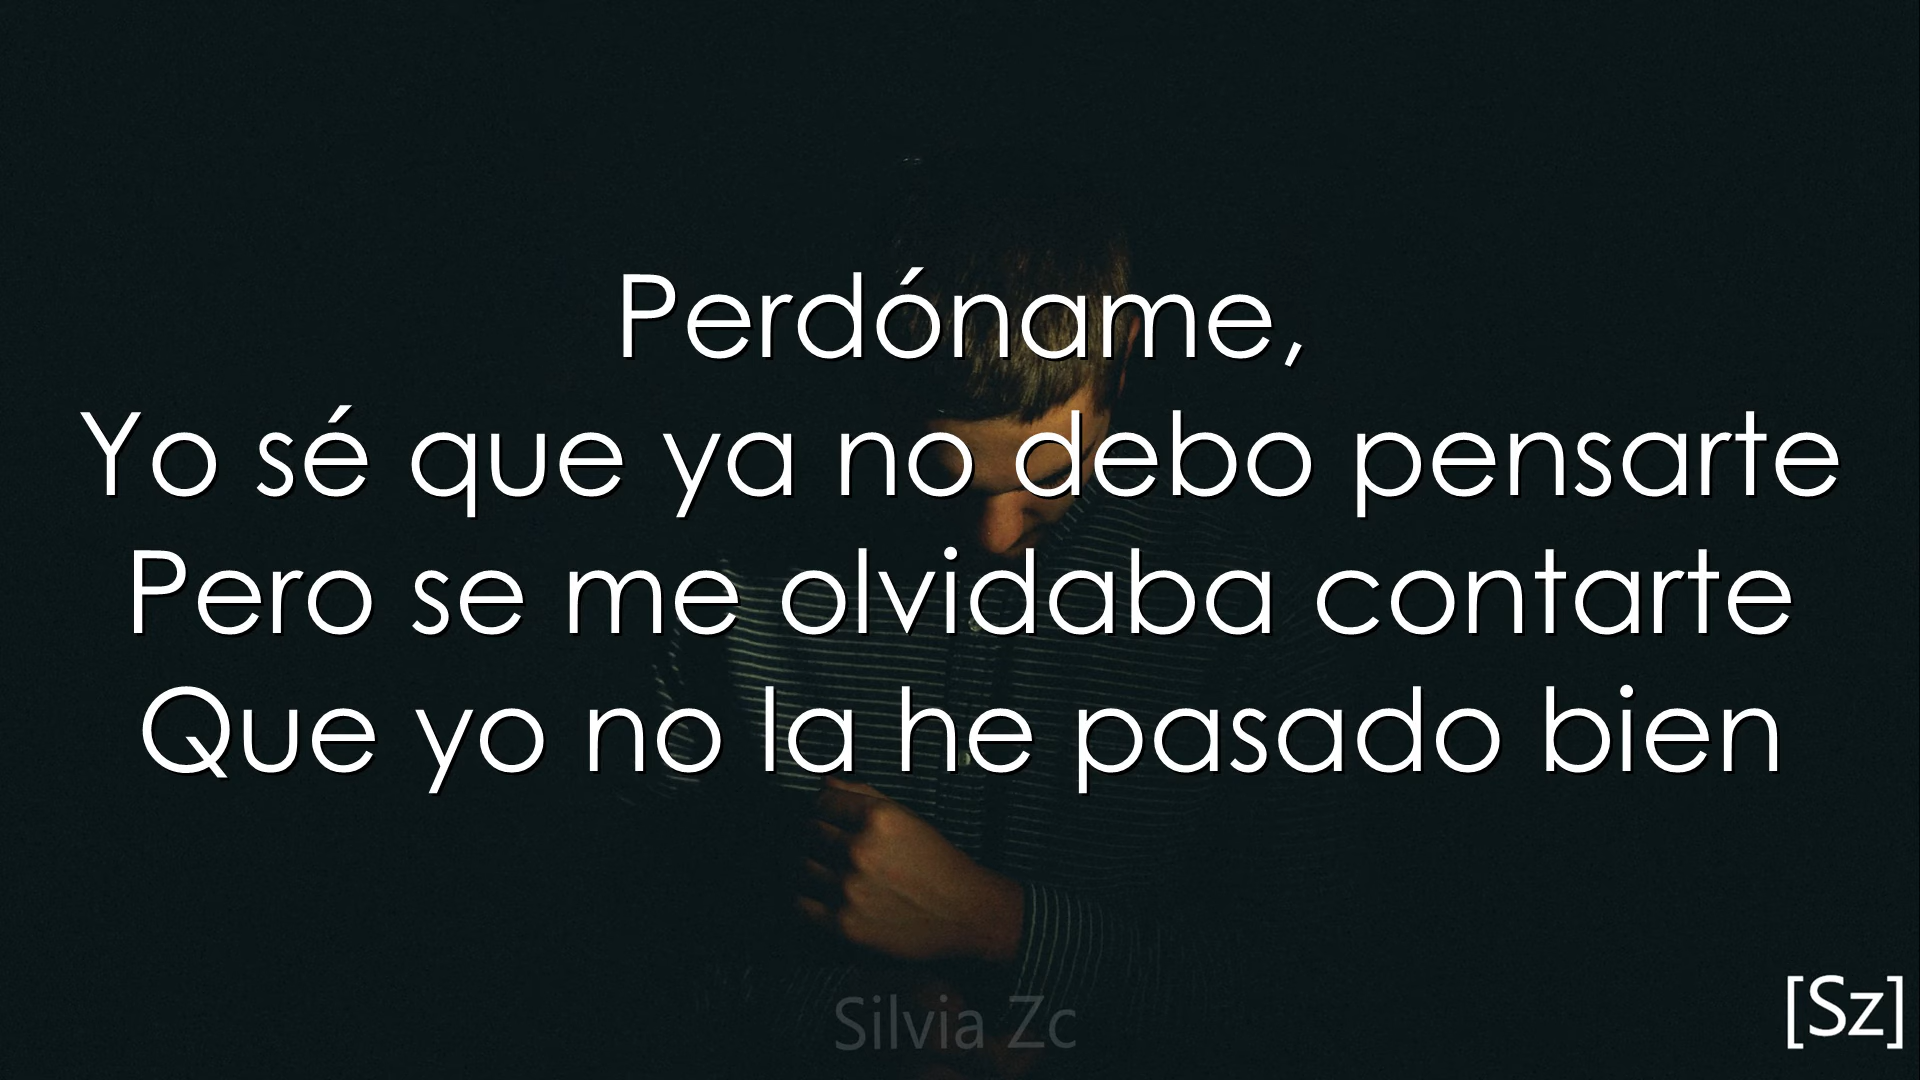 Perdóname,
Yo sé que ya no debo pensarte
Pero se me olvidaba contarte
Que yo no la he pasado bien
Silvia Zc
[Sz]